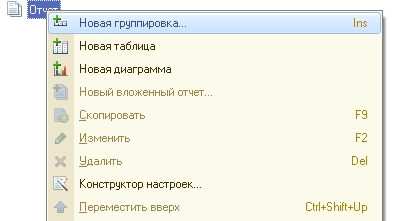 Отчет
Новая группировка... Ins
Новая таблица
Новая диаграмма
Новый вложенный отчет...
Скопировать F9
Изменить F2
Удалить Del
Конструктор настроек...
Переместить вверх Ctrl+Shift+Up